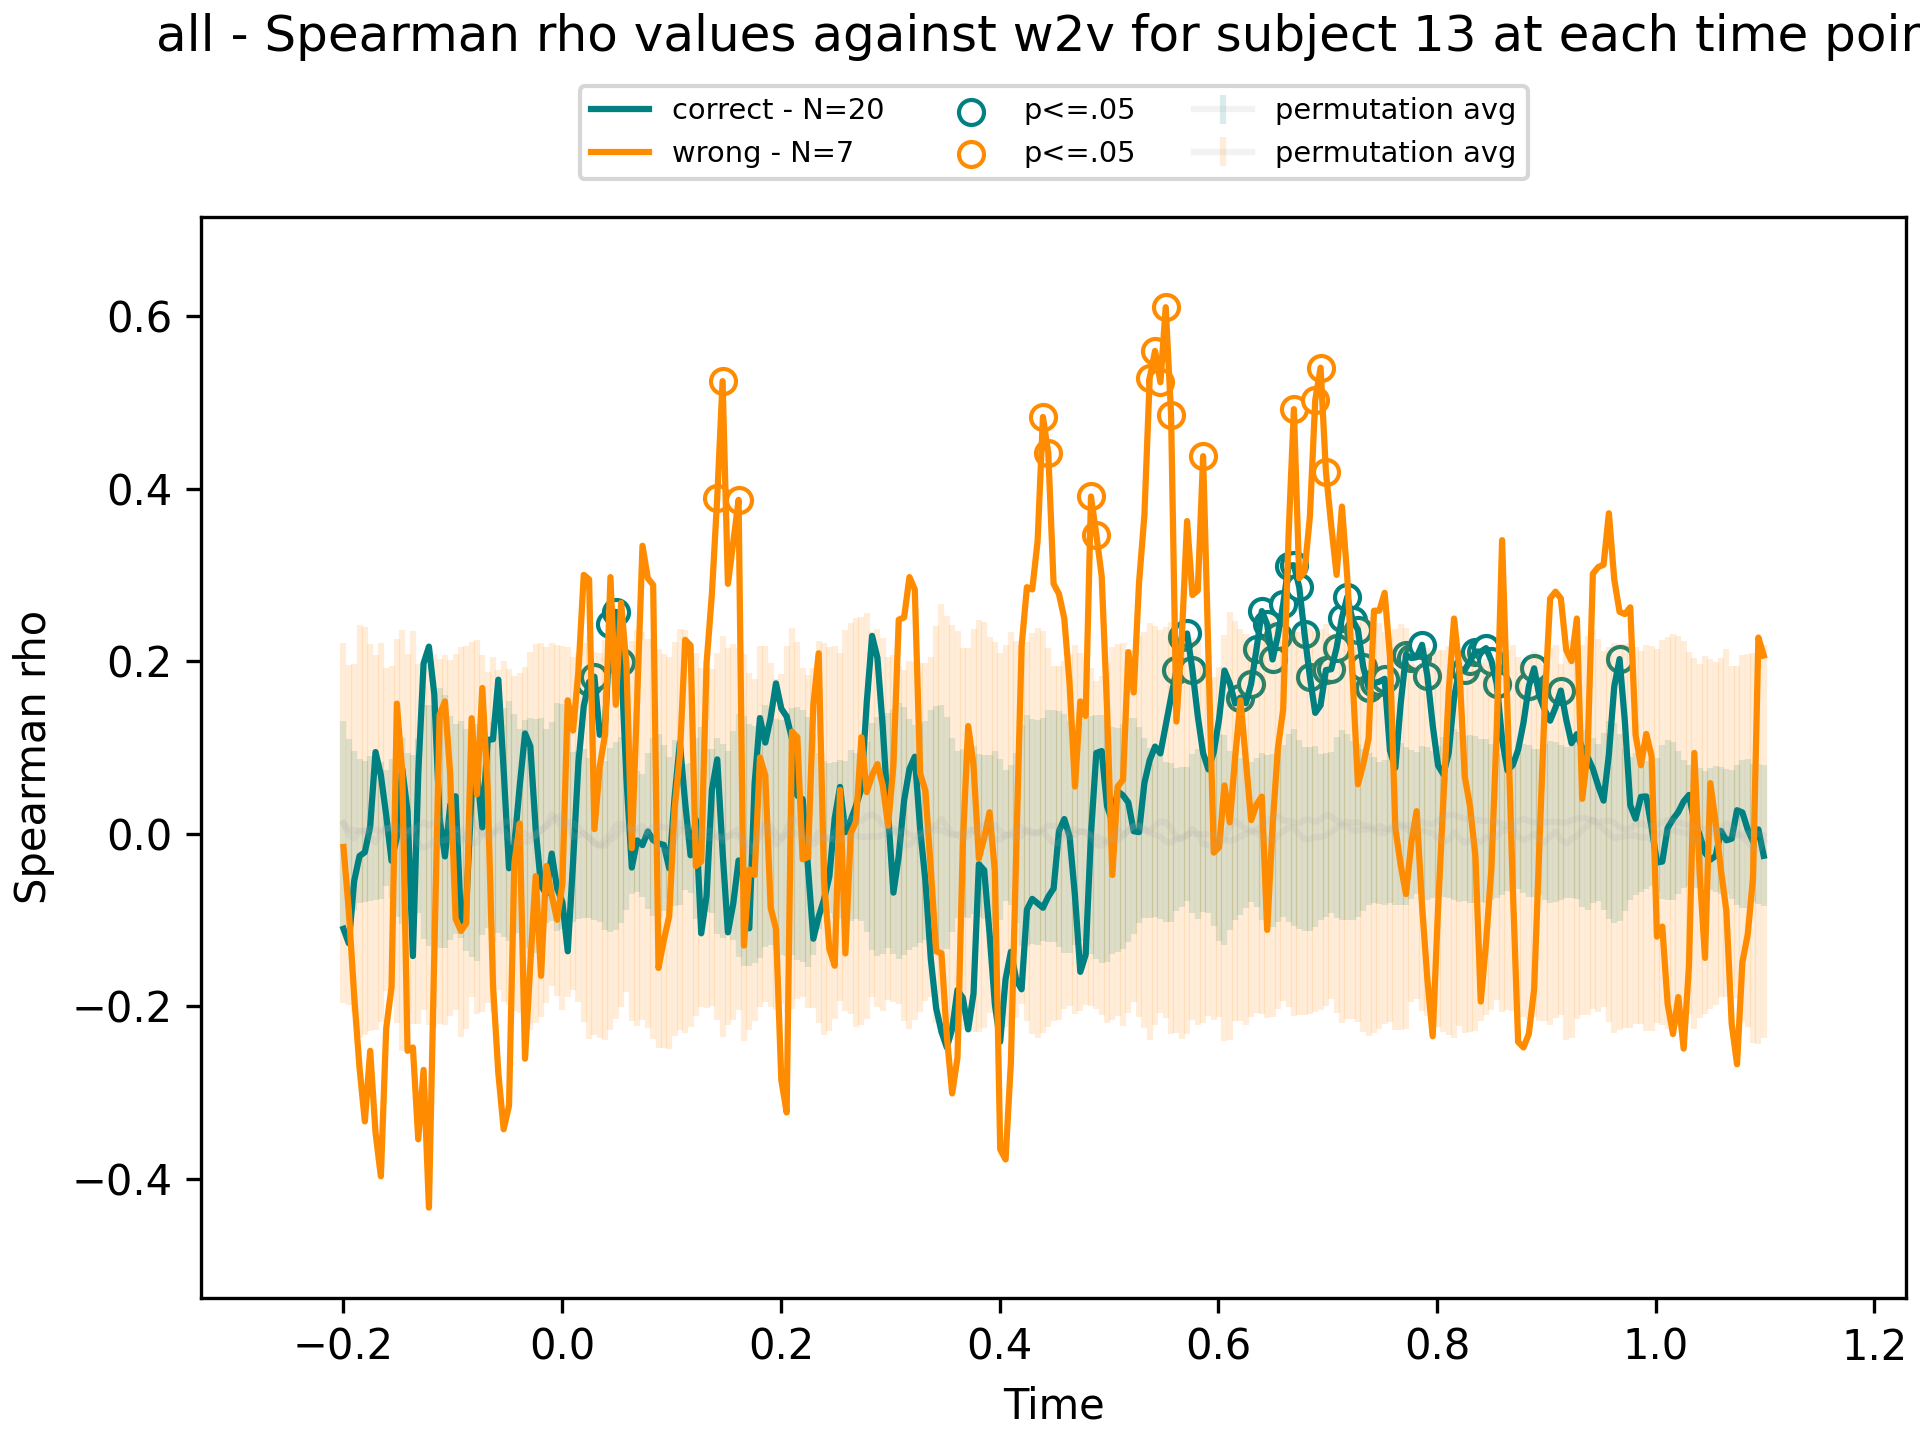 all - Spearman rho values against w2v for subject 13 at each time poin
correct - N=20
wrong - N=7
p<=.05
p<=.05
permutation avg
permutation avg
Spearman rho
0.6
0.4
0.2
0.0
−0.2
−0.4
−0.2
0.0
0.2
0.4
0.6
0.8
1.0
1.2
Time